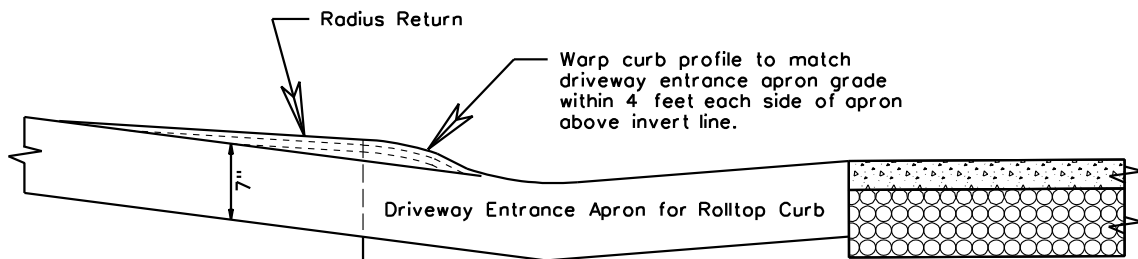 Radius Return
Warp curb profile to match
driveway entrance apron grade
within 4 feet each side of apron
above invert line.
7"
Driveway Entrance Apron for Rolltop Curb